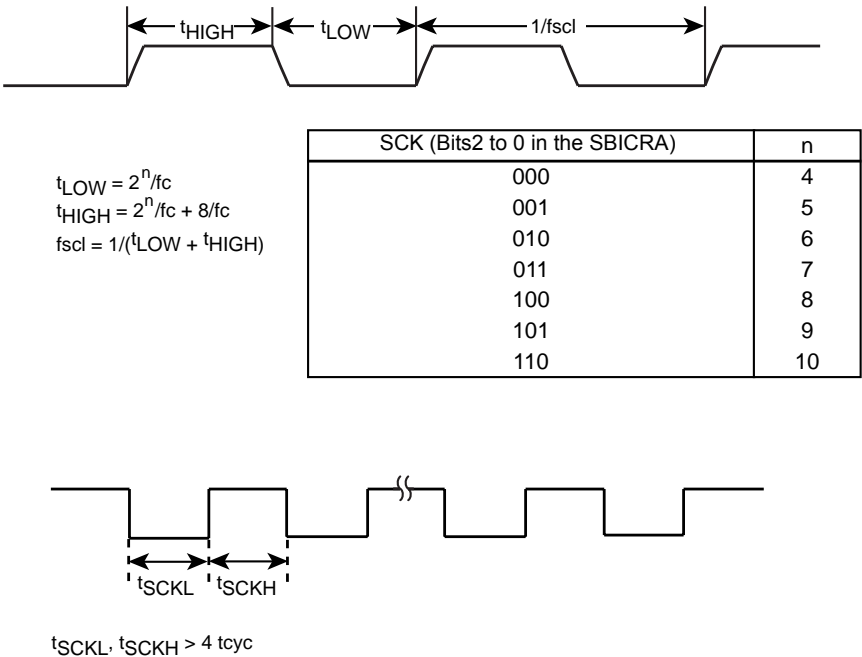 tHIGH tLOW 1/fscl
SCK (Bits2 to 0 in the SBICRA) n
000 4
001 5
010 6
011 7
100 8
101 9
110 10
tLOW = 2^n/fc
tHIGH = 2^n/fc + 8/fc
fscl = 1/(tLOW + tHIGH)
tSCKL tSCKH
tSCKL, tSCKH > 4 tcyc